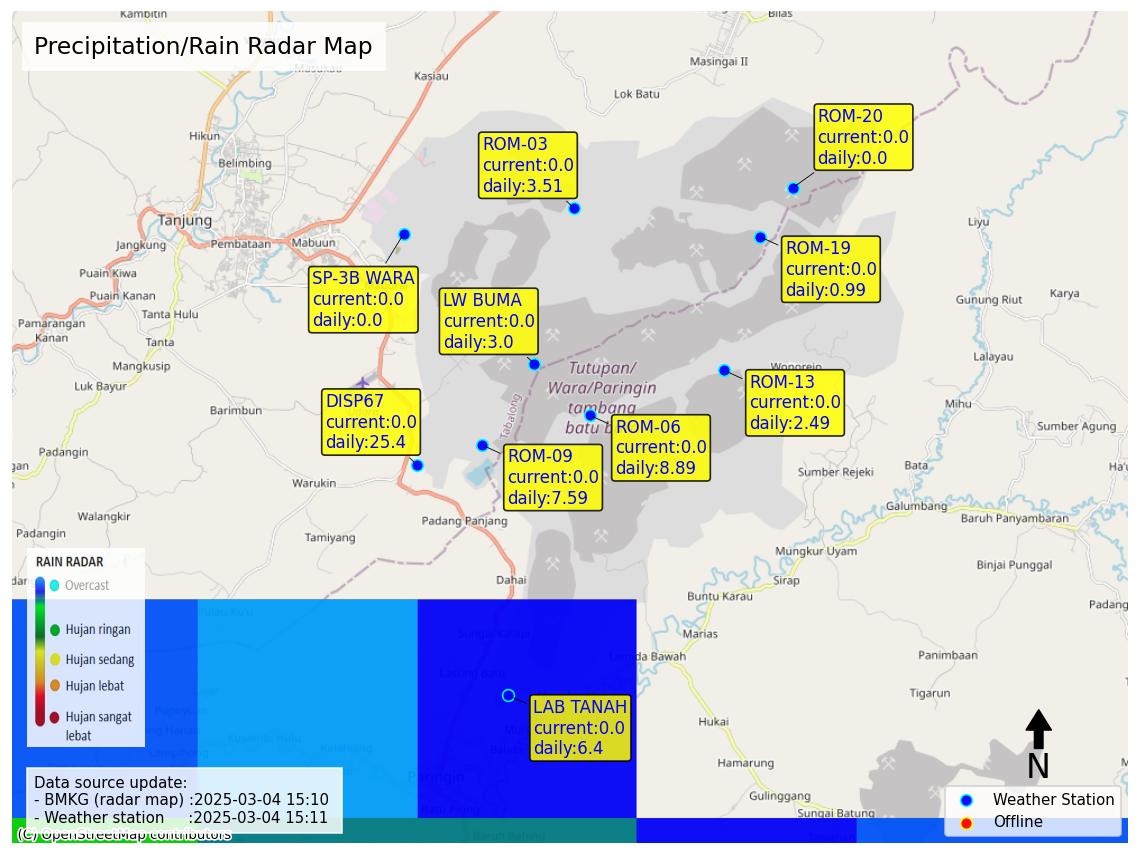 Kambitin
Bilas
Precipitation/Rain Radar Map
Masukau
Kasiau
Masingai II
Lok Batu
ROM-20
current:0.0
daily:0.0
Hikun
ROM-03
current:0.0
daily:3.51
Belimbing
Tanjung
Liyu
Jangkung
Pembataan
Mabuun
ROM-19
current:0.0
daily:0.99
Puain Kiwa
SP-3B WARA
current:0.0
daily:0.0
Puain Kanan
LW BUMA
current:0.0
daily:3.0
Karya
Gunung Riut
Tanta Hulu
Pamarangan
Kanan
Tanta
Mangkusip
Lalayau
Luk Bayur
Tutupan/
Wara/Paringin
tambang
batu b
Wonorejo
ROM-13
current:0.0
daily:2.49
Tabalong
Barimbun
DISP67
current:0.0
daily:25.4
Mihu
ROM-06
current:0.0
daily:8.89
Sumber Agung
Padangin
gan
ROM-09
current:0.0
daily:7.59
Bata
Sumber Rejeki
Warukin
Galumbang
Walangkir
Padang Panjang
Baruh Panyambaran
Padangin
Tamiyang
Mungkur Uyam
Binjai Punggal
RAIN RADAR
Overcast
Hujan ringan
Hujan sedang
Hujan lebat
Hujan sangat
lebat
dar
Dahai
Sirap
Buntu Karau
Padang
Marias
Panimbaan
Tigarun
LAB TANAH
current:0.0
daily:6.4
Hukai
Hamarung
Paringin
N
Data source update:
- BMKG (radar map) :2025-03-04 15:10
- Weather station :2025-03-04 15:11
Gulinggang
Sungai Batung
Weather Station
Offline
(C) OpenStreetMap contributors